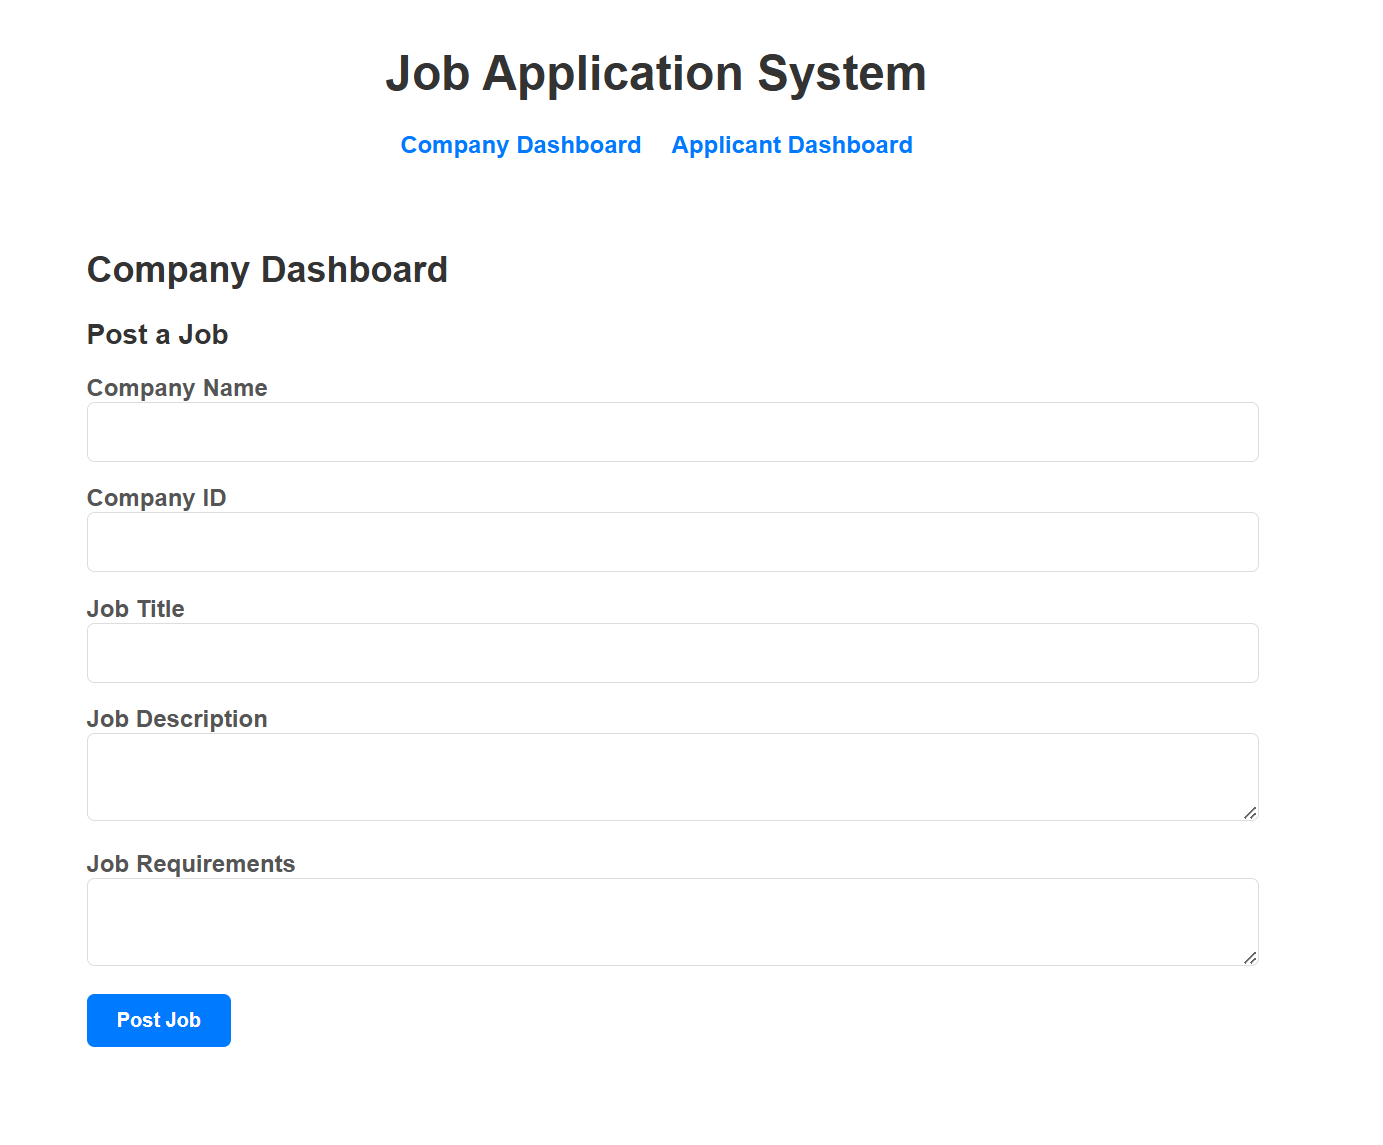 Job Application System
Company Dashboard Applicant Dashboard
Company Dashboard
Post a Job
Company Name
Company ID
Job Title
Job Description
Job Requirements
Post Job